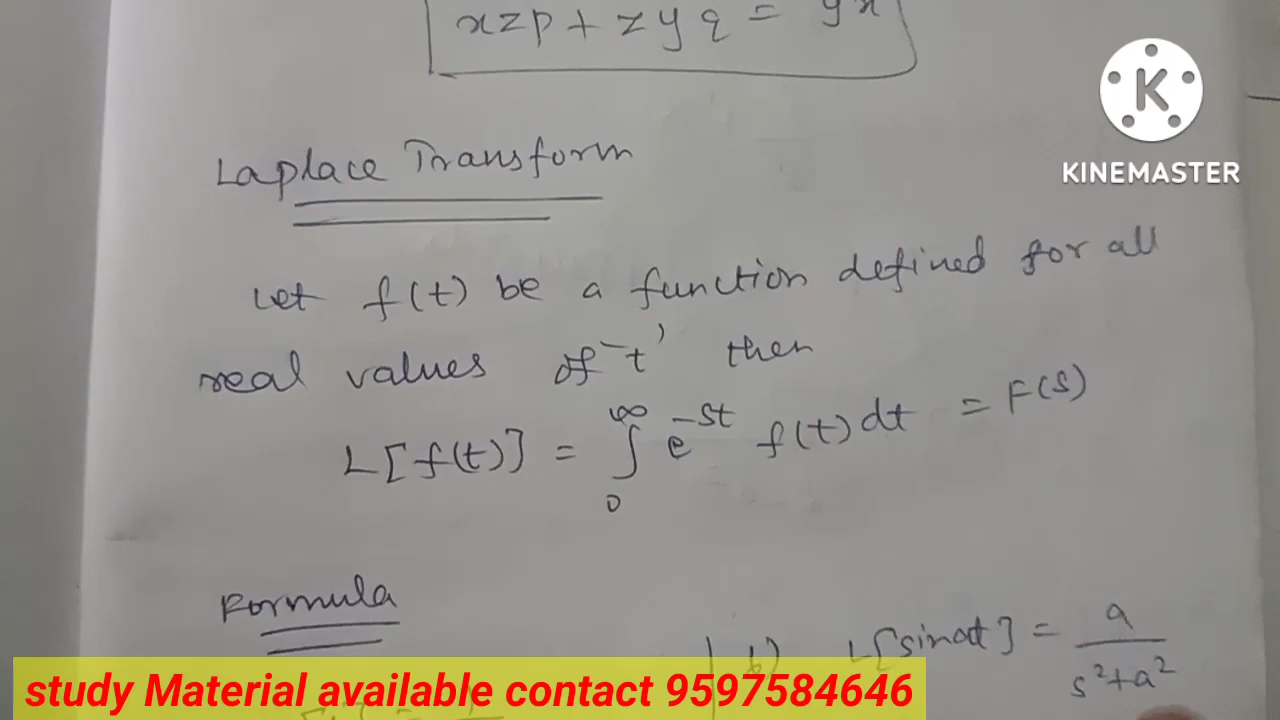 xzp + zyq = yx
K
KINEMASTER
Laplace Transform
Let f(t) be a function defined for all
real values of 't' then
L[f(t)] = ∫₀^∞ e^-st f(t) dt = F(s)
Formula
6) L[sinat] = a / s²+a²
study Material available contact 9597584646